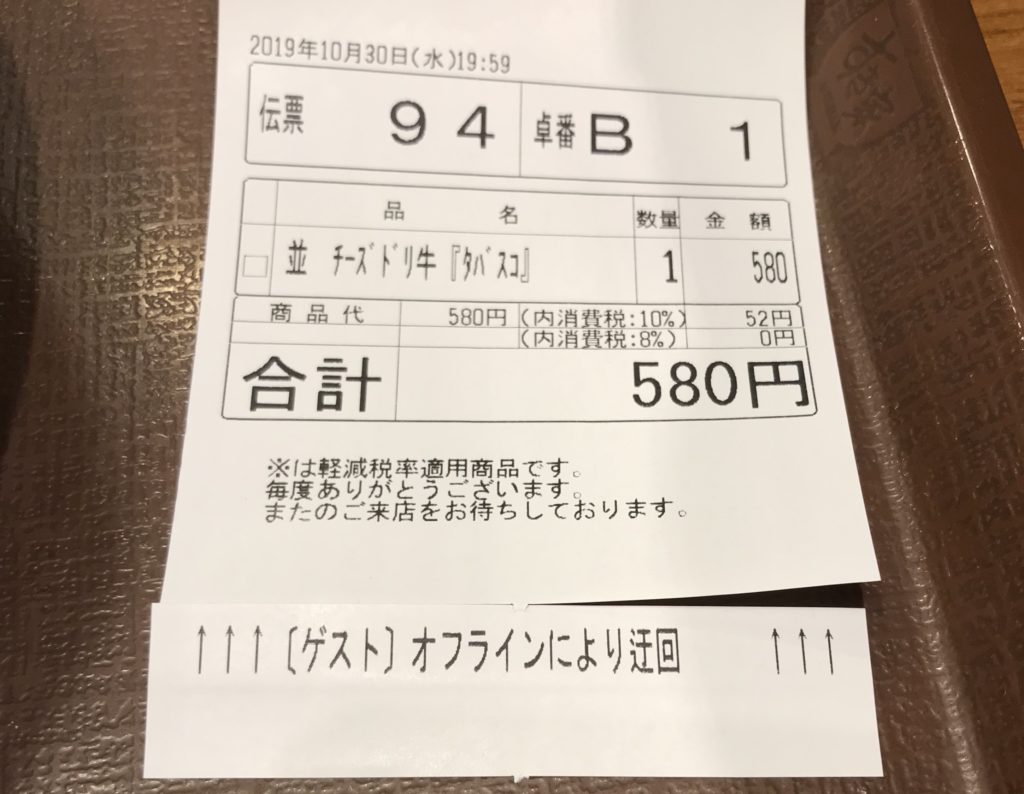 2019年10月30日(水)19:59
伝票 94 卓番 B 1
品 名 数量 金 額
並 ﾁｰｽﾞﾄﾞﾘ牛『ﾀﾊﾞｽｺ』 1 580
商品代 580円 (内消費税:10%) 52円
(内消費税:8%) 0円
合計 580円
※は軽減税率適用商品です。
毎度ありがとうございます。
またのご来店をお待ちしております。
↑↑↑〔ゲスト〕オフラインにより迂回 ↑↑↑